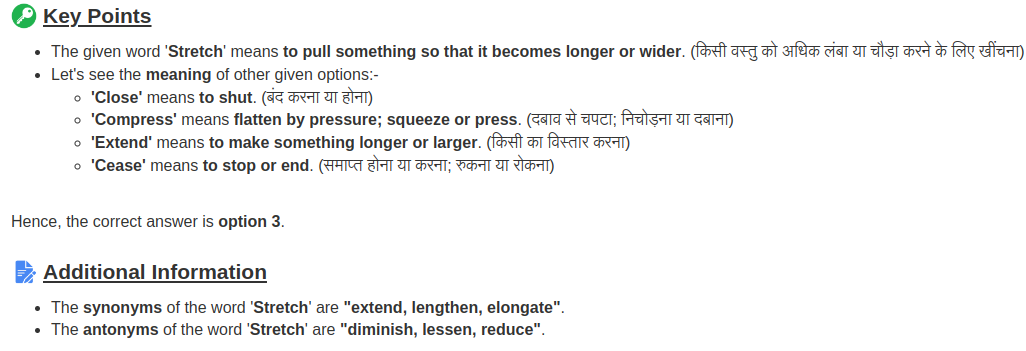 Key Points
The given word 'Stretch' means to pull something so that it becomes longer or wider. (किसी वस्तु को अधिक लंबा या चौड़ा करने के लिए खींचना)
Let's see the meaning of other given options:-
'Close' means to shut. (बंद करना या होना)
'Compress' means flatten by pressure; squeeze or press. (दबाव से चपटा; निचोड़ना या दबाना)
'Extend' means to make something longer or larger. (किसी का विस्तार करना)
'Cease' means to stop or end. (समाप्त होना या करना; रुकना या रोकना)
Hence, the correct answer is option 3.
Additional Information
The synonyms of the word 'Stretch' are "extend, lengthen, elongate".
The antonyms of the word 'Stretch' are "diminish, lessen, reduce".